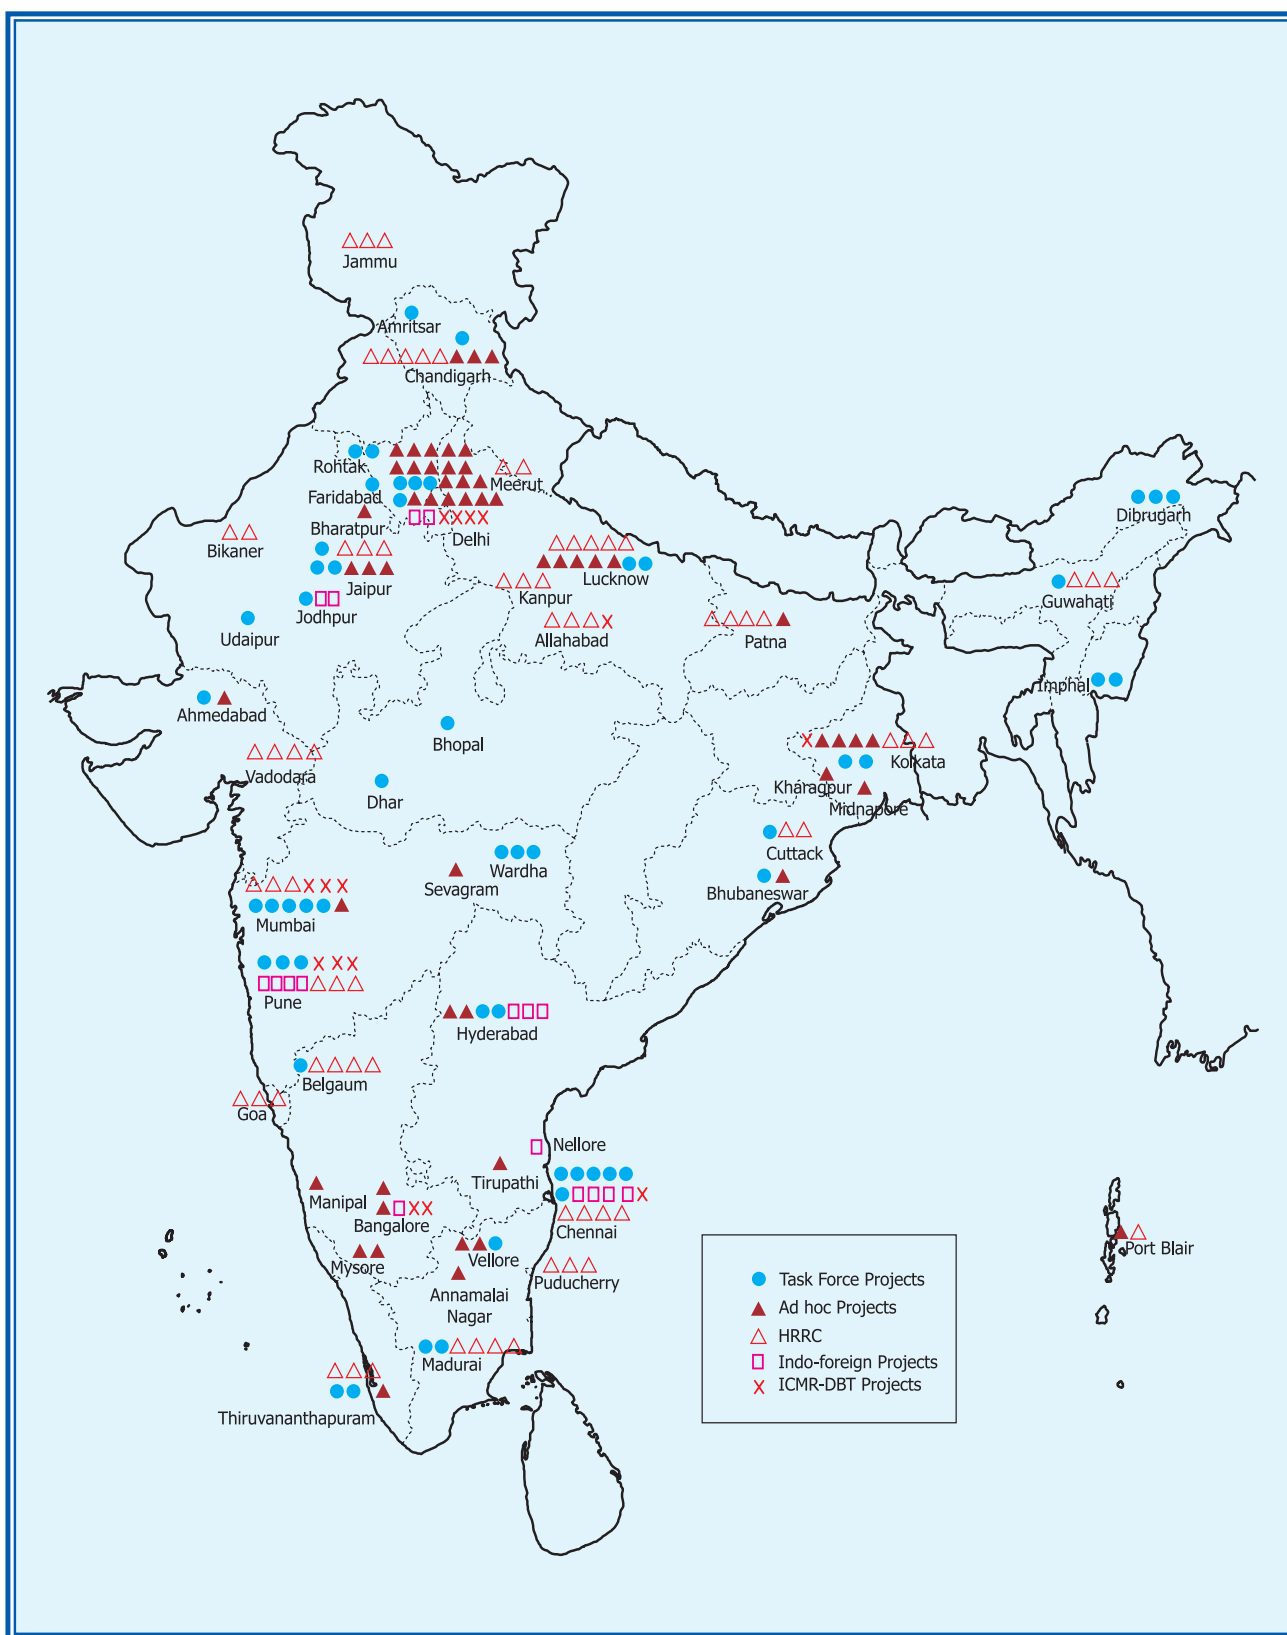 Jammu
Amritsar
Chandigarh
Rohtak
Meerut
Faridabad
Bharatpur
Delhi
Bikaner
Jaipur
Lucknow
Kanpur
Jodhpur
Udaipur
Allahabad
Patna
Dibrugarh
Guwahati
Imphal
Ahmedabad
Bhopal
Vadodara
Dhar
Kolkata
Kharagpur
Midnapore
Cuttack
Wardha
Sevagram
Bhubaneswar
Mumbai
Pune
Hyderabad
Belgaum
Goa
Nellore
Tirupathi
Manipal
Bangalore
Chennai
Mysore
Vellore
Puducherry
Annamalai
Nagar
Madurai
Thiruvananthapuram
Port Blair
Task Force Projects
Ad hoc Projects
HRRC
Indo-foreign Projects
ICMR-DBT Projects